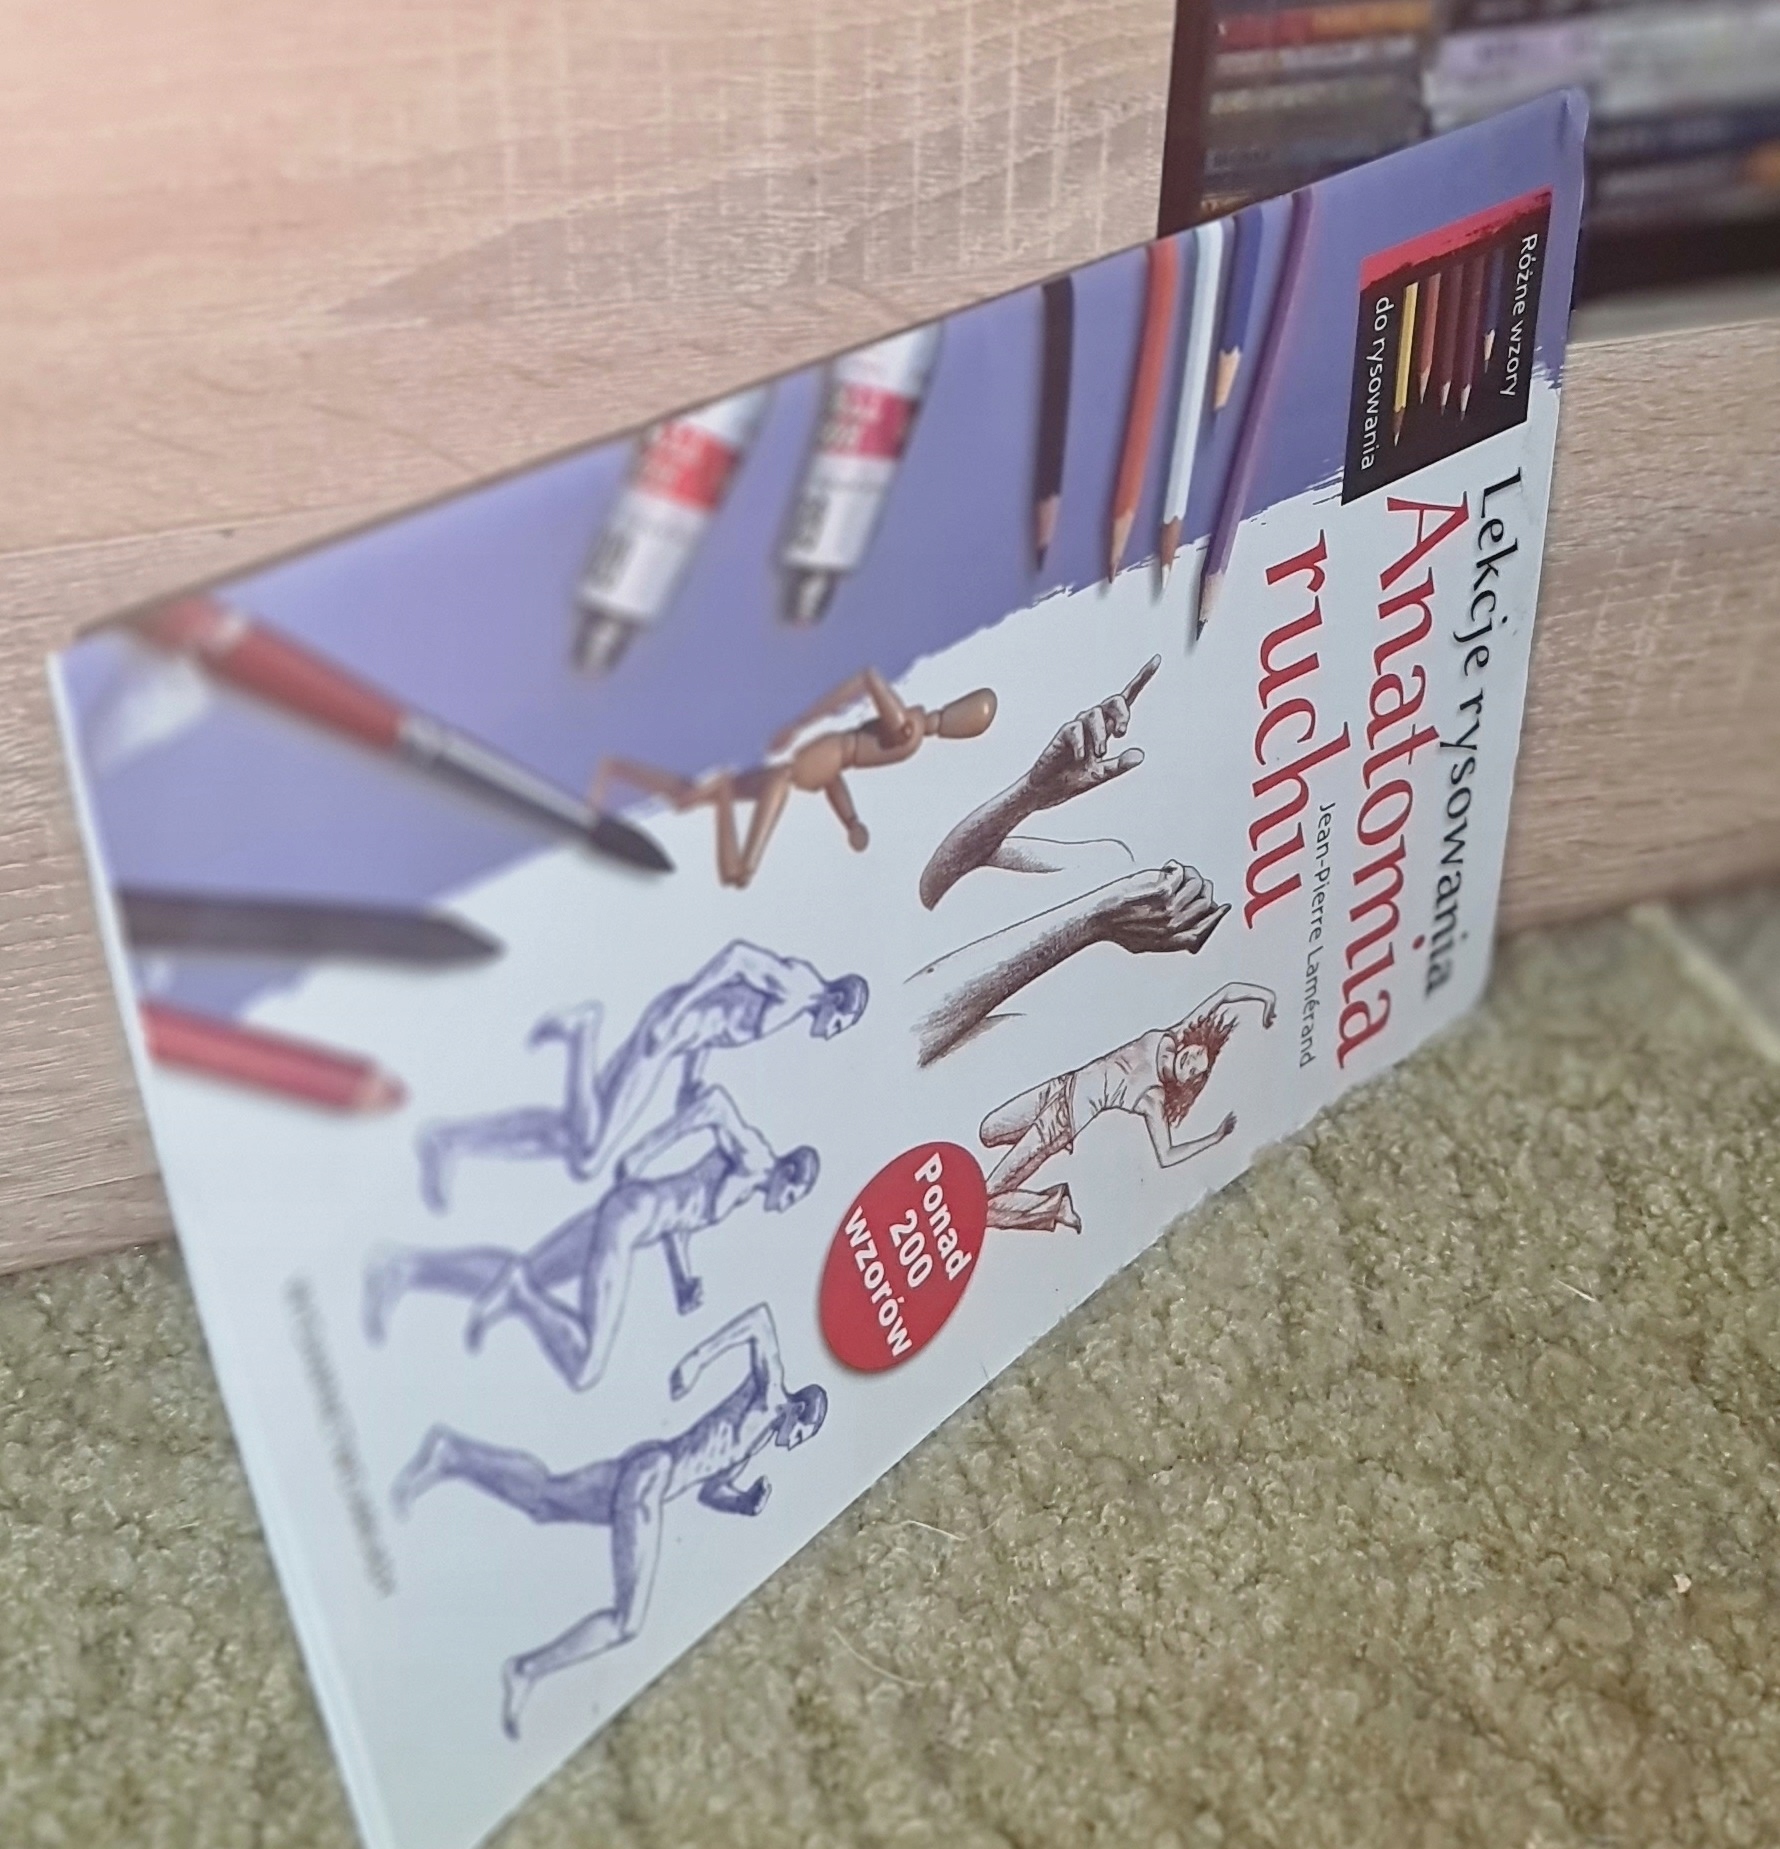 Różne wzory
do rysowania
Lekcje rysowania
Anatomia
ruchu
Jean-Pierre Lamérand
Ponad
200
wzorów